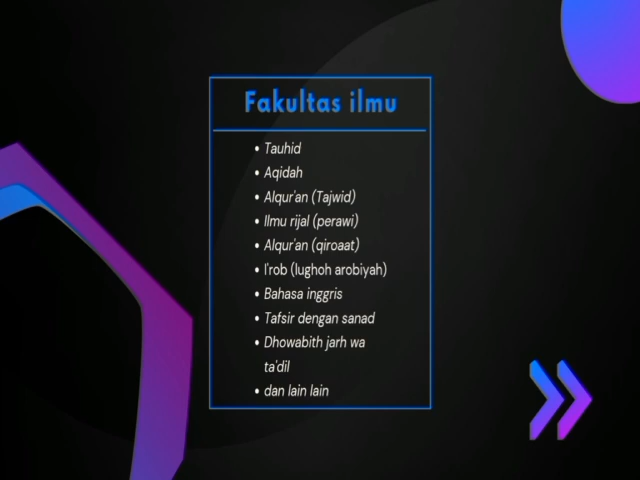 Fakultas ilmu
• Tauhid
• Aqidah
• Alqur'an (Tajwid)
• Ilmu rijal (perawi)
• Alqur'an (qiroaat)
• I'rob (lughoh arobiyah)
• Bahasa inggris
• Tafsir dengan sanad
• Dhowabith jarh wa
ta'dil
• dan lain lain